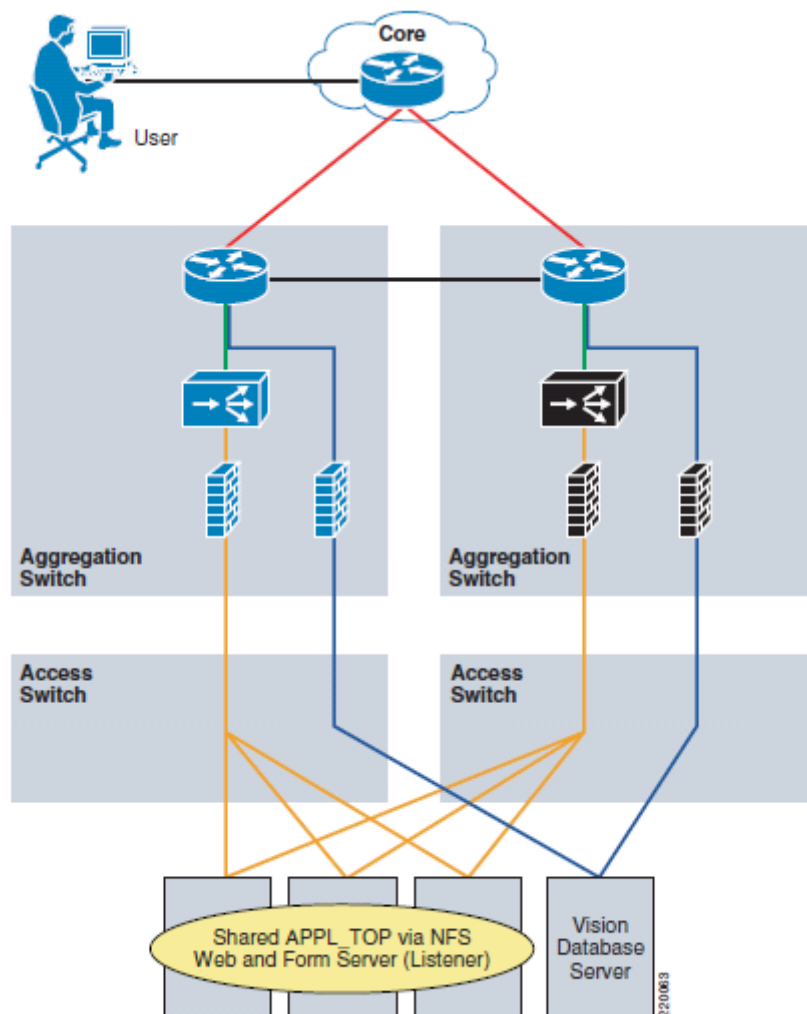 Core
User
Aggregation
Switch
Aggregation
Switch
Access
Switch
Access
Switch
Shared APPL_TOP via NFS
Web and Form Server (Listener)
Vision
Database
Server
220063